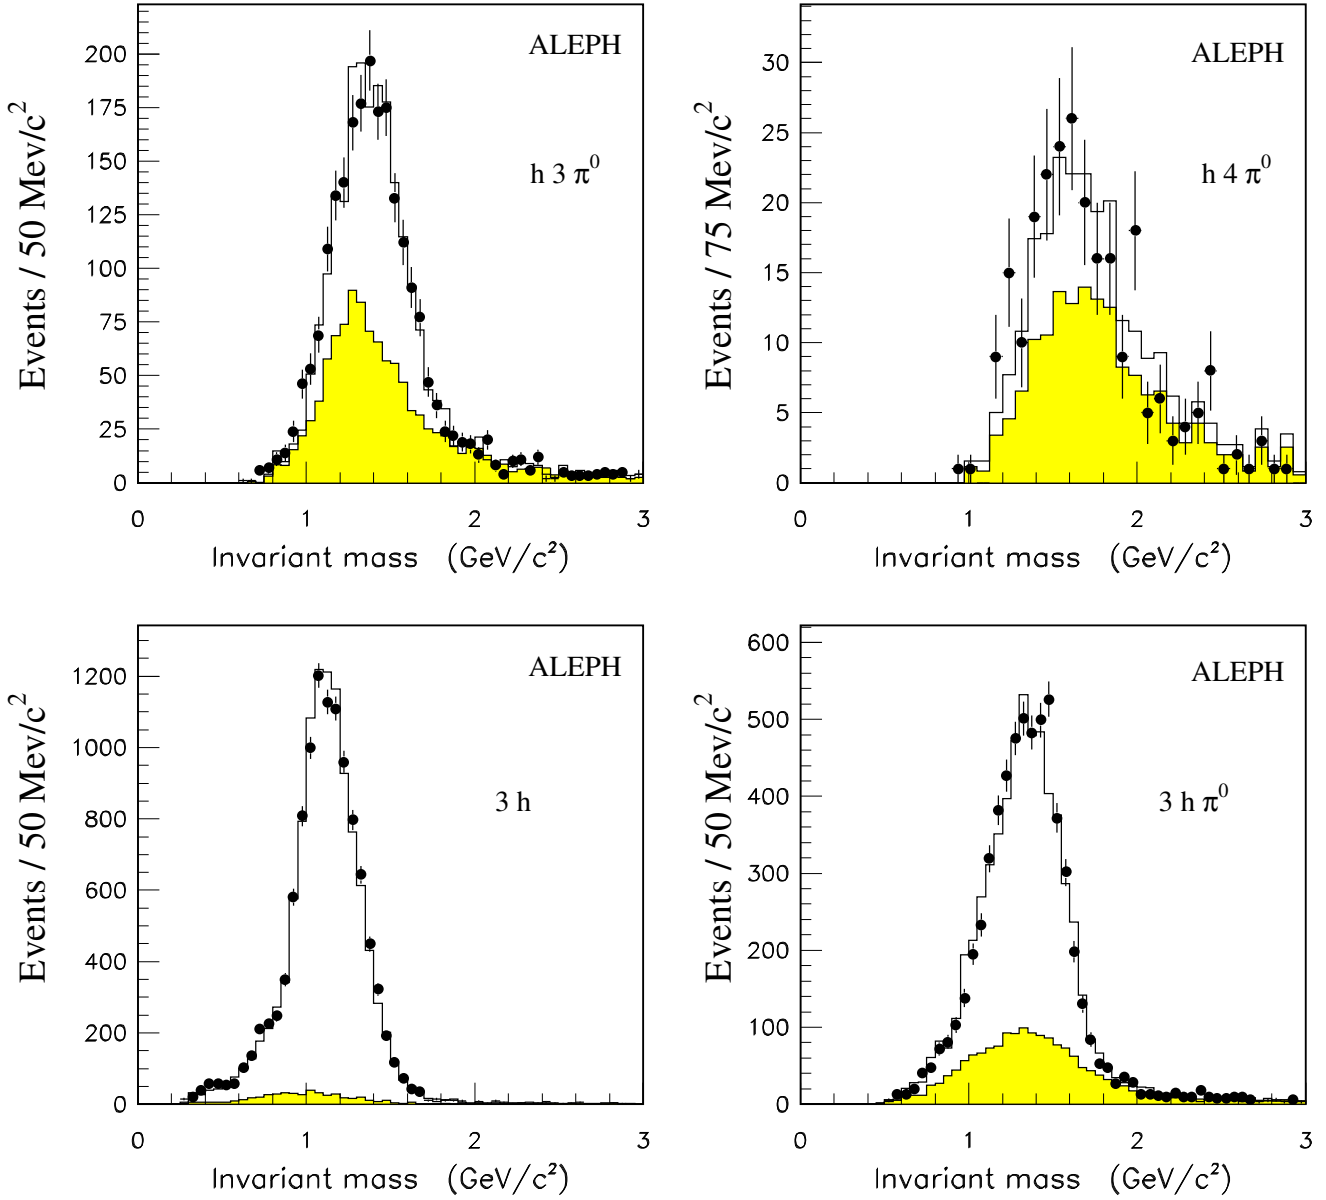 ALEPH
h 3 π⁰
Events / 50 Mev/c²
200
175
150
125
100
75
50
25
0
0 1 2 3
Invariant mass (GeV/c²)
ALEPH
h 4 π⁰
Events / 75 Mev/c²
30
25
20
15
10
5
0
0 1 2 3
Invariant mass (GeV/c²)
ALEPH
3 h
Events / 50 Mev/c²
1200
1000
800
600
400
200
0
0 1 2 3
Invariant mass (GeV/c²)
ALEPH
3 h π⁰
Events / 50 Mev/c²
600
500
400
300
200
100
0
0 1 2 3
Invariant mass (GeV/c²)